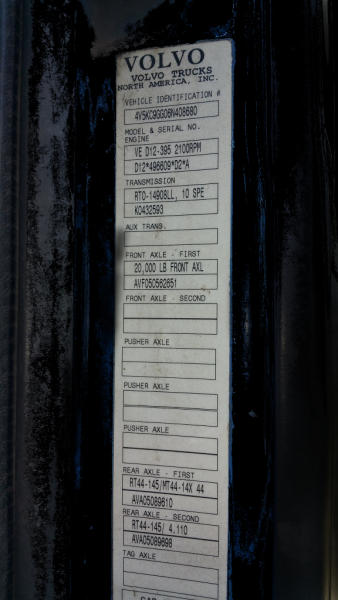 VOLVO
VOLVO TRUCKS
NORTH AMERICA, INC.
VEHICLE IDENTIFICATION #
4V5KC9GG06N408680
MODEL & SERIAL NO.
ENGINE
VE D12-395 2100RPM
D12*496609*D2*A
TRANSMISSION
RTO-14908LL, 10 SPE
K0432593
AUX TRANS.
FRONT AXLE - FIRST
20,000 LB FRONT AXL
AVF050562651
FRONT AXLE - SECOND
PUSHER AXLE
PUSHER AXLE
PUSHER AXLE
REAR AXLE - FIRST
RT44-145/MT44-14X 44
AVA05089610
REAR AXLE - SECOND
RT44-145/ 4.110
AVA05089698
TAG AXLE